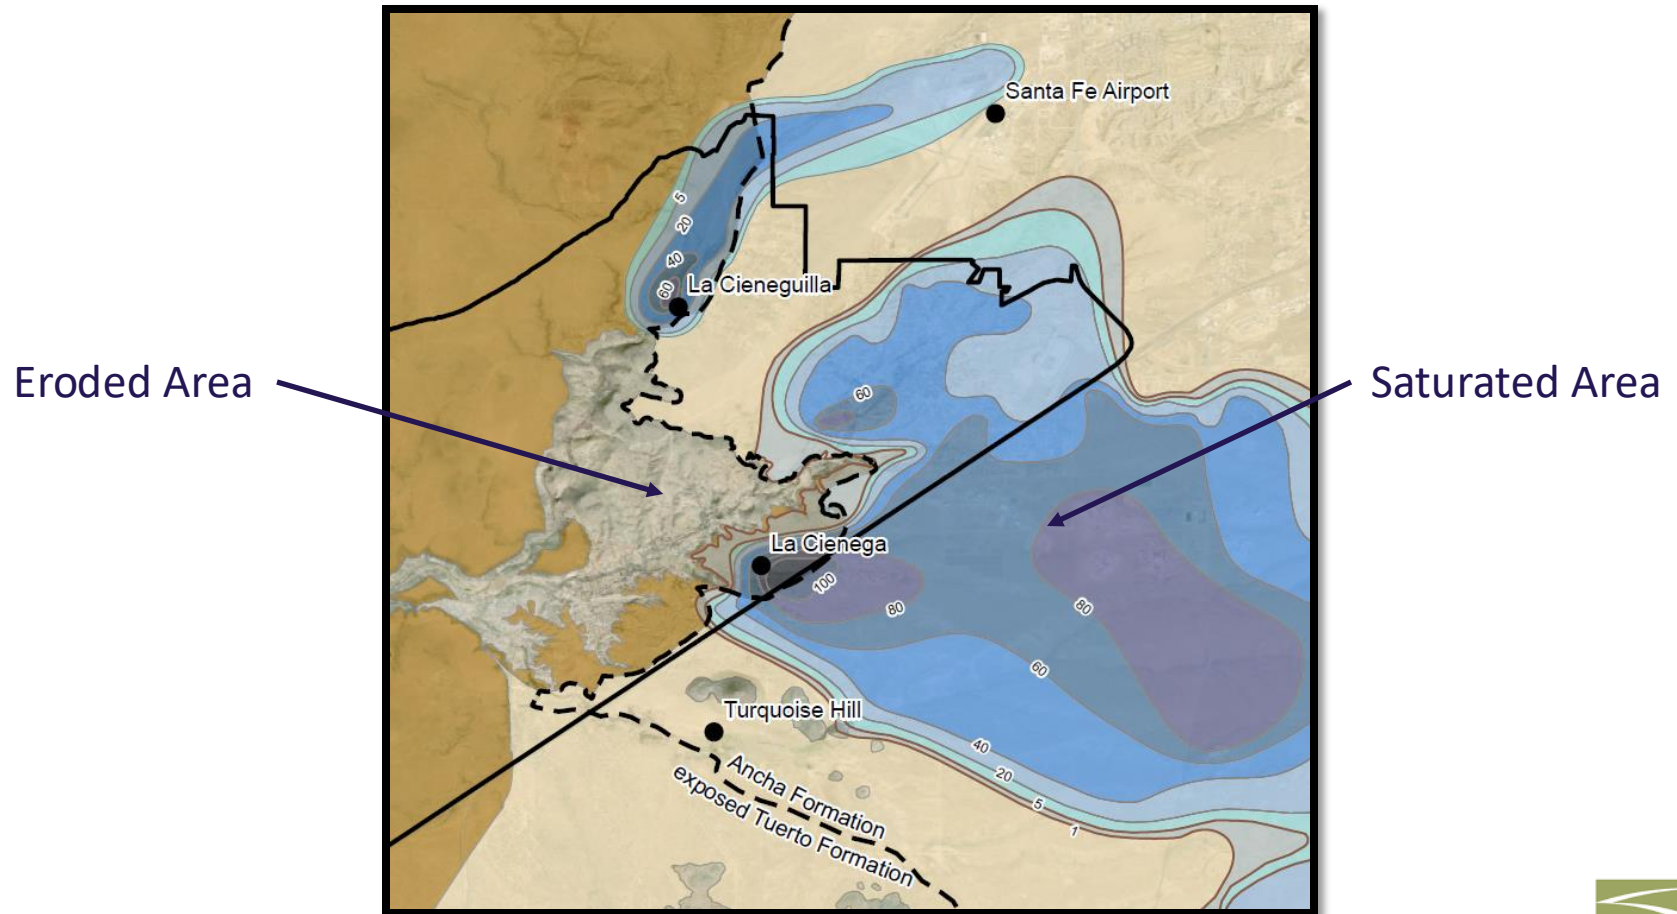 Santa Fe Airport
5
20
40
60
La Cieneguilla
Eroded Area
Saturated Area
60
La Cienega
100
80
80
60
Turquoise Hill
40
20
5
1
Ancha Formation
exposed Tuerto Formation